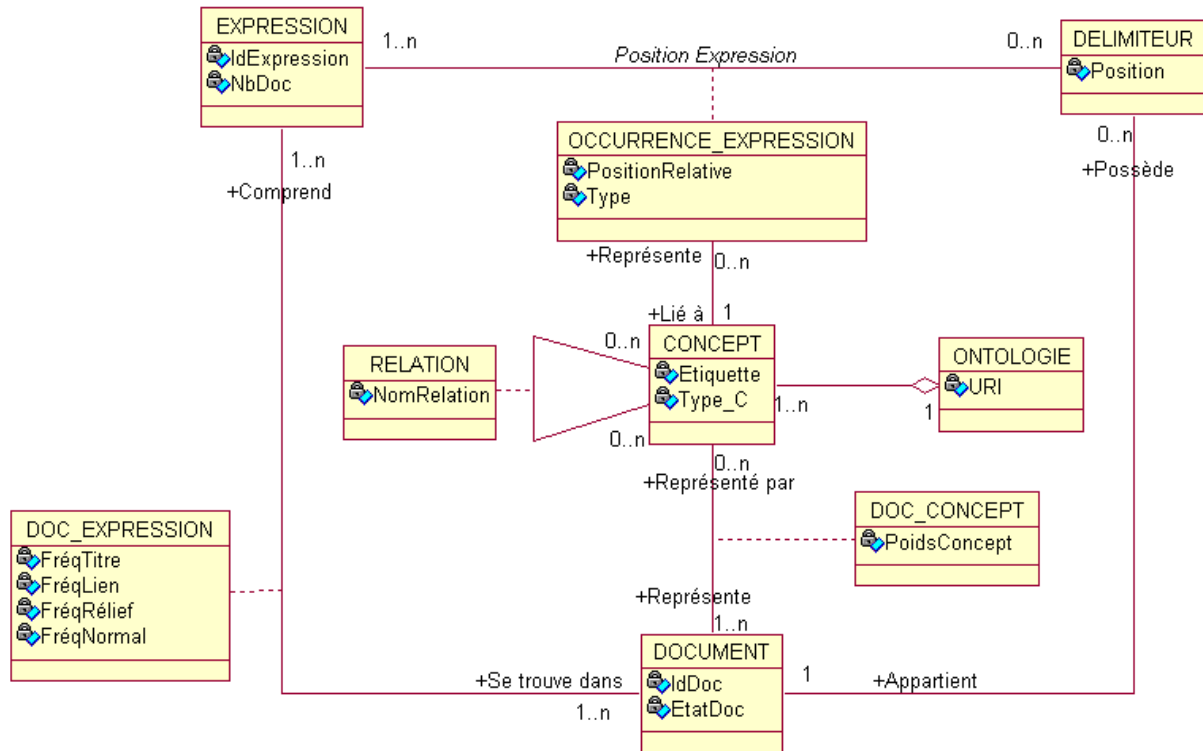 EXPRESSION
IdExpression
NbDoc
1..n
Position Expression
0..n
DELIMITEUR
Position
1..n
+Comprend
OCCURRENCE_EXPRESSION
PositionRelative
Type
0..n
+Possède
+Représente
0..n
+Lié à
1
RELATION
NomRelation
0..n
0..n
CONCEPT
Etiquette
Type_C
1..n
1
ONTOLOGIE
URI
0..n
+Représenté par
DOC_EXPRESSION
FréqTitre
FréqLien
FréqRélief
FréqNormal
DOC_CONCEPT
PoidsConcept
+Représente
1..n
+Se trouve dans
1..n
DOCUMENT
IdDoc
EtatDoc
1
+Appartient